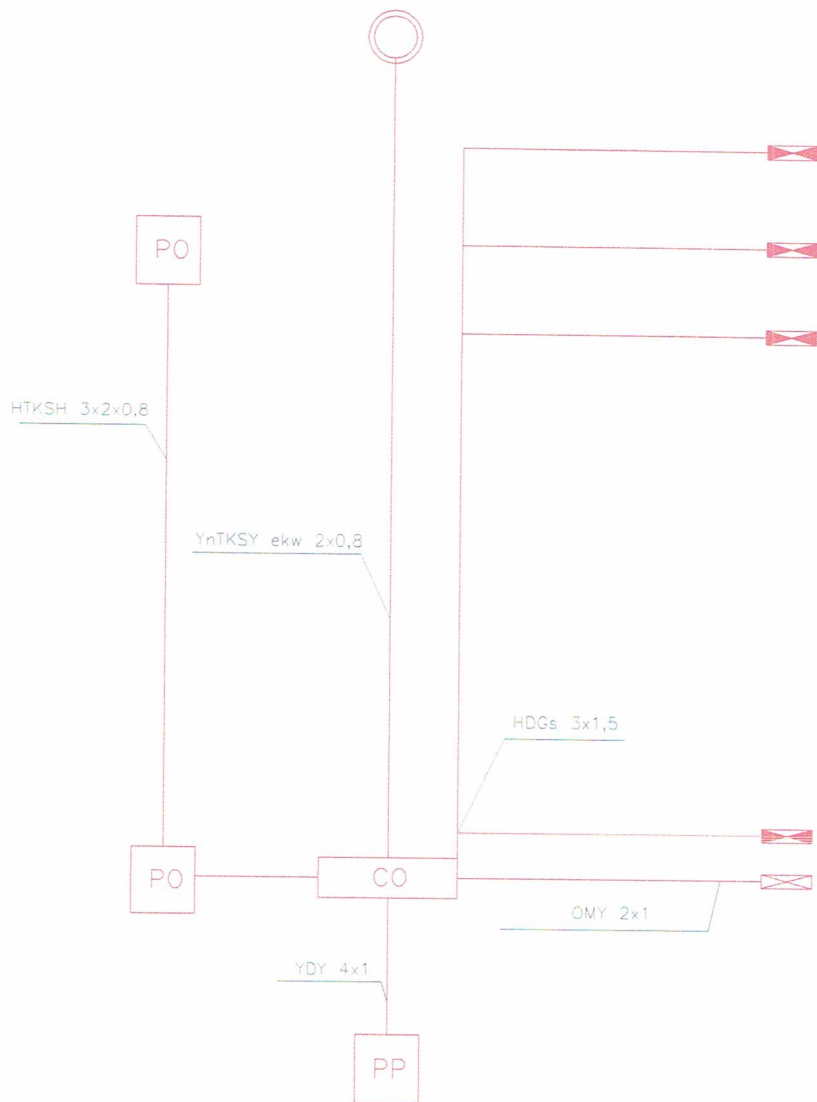 PO
HTKSH 3x2x0,8
YnTKSY ekw 2x0,8
HDGs 3x1,5
PO
CO
OMY 2x1
YDY 4x1
PP